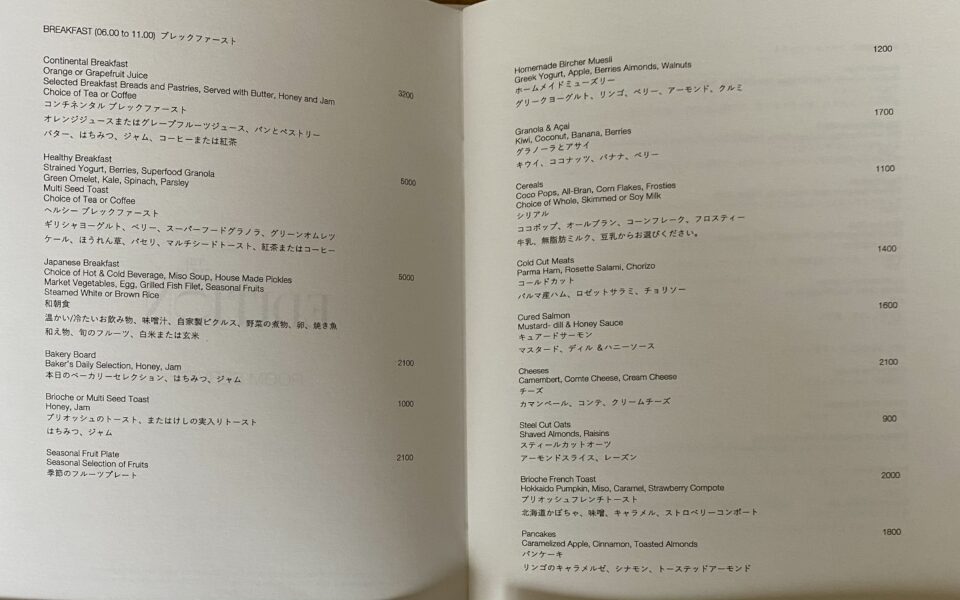 BREAKFAST (06.00 to 11.00) ブレックファースト
Continental Breakfast
Orange or Grapefruit Juice
Selected Breakfast Breads and Pastries, Served with Butter, Honey and Jam
Choice of Tea or Coffee
3200
コンチネンタル ブレックファースト
オレンジジュースまたはグレープフルーツジュース、パンとペストリー
バター、はちみつ、ジャム、コーヒーまたは紅茶
Healthy Breakfast
Strained Yogurt, Berries, Superfood Granola
Green Omelet, Kale, Spinach, Parsley
5000
Multi Seed Toast
Choice of Tea or Coffee
ヘルシー ブレックファースト
ギリシャヨーグルト、ベリー、スーパーフードグラノラ、グリーンオムレツ
ケール、ほうれん草、パセリ、マルチシードトースト、紅茶またはコーヒー
Japanese Breakfast
Choice of Hot & Cold Beverage, Miso Soup, House Made Pickles
5000
Market Vegetables, Egg, Grilled Fish Filet, Seasonal Fruits
Steamed White or Brown Rice
和朝食
温かい/冷たいお飲み物、味噌汁、自家製ピクルス、野菜の煮物、卵、焼き魚
和え物、旬のフルーツ、白米または玄米
Bakery Board
Baker's Daily Selection, Honey, Jam
2100
本日のベーカリーセレクション、はちみつ、ジャム
Brioche or Multi Seed Toast
1000
Honey, Jam
ブリオッシュのトースト、またはけしの実入りトースト
はちみつ、ジャム
Seasonal Fruit Plate
2100
Seasonal Selection of Fruits
季節のフルーツプレート
Homemade Bircher Muesli
1200
Greek Yogurt, Apple, Berries Almonds, Walnuts
ホームメイドミューズリー
グリークヨーグルト、リンゴ、ベリー、アーモンド、クルミ
Granola & Açai
1700
Kiwi, Coconut, Banana, Berries
グラノーラとアサイ
キウイ、ココナッツ、バナナ、ベリー
Cereals
1100
Coco Pops, All-Bran, Corn Flakes, Frosties
Choice of Whole, Skimmed or Soy Milk
シリアル
ココポップ、オールブラン、コーンフレーク、フロスティー
牛乳、無脂肪ミルク、豆乳からお選びください。
Cold Cut Meats
1400
Parma Ham, Rosette Salami, Chorizo
コールドカット
パルマ産ハム、ロゼットサラミ、チョリソー
Cured Salmon
1600
Mustard- dill & Honey Sauce
キュアードサーモン
マスタード、ディル &ハニーソース
Cheeses
2100
Camembert, Comte Cheese, Cream Cheese
チーズ
カマンベール、コンテ、クリームチーズ
Steel Cut Oats
900
Shaved Almonds, Raisins
スティールカットオーツ
アーモンドスライス、レーズン
Brioche French Toast
2000
Hokkaido Pumpkin, Miso, Caramel, Strawberry Compote
ブリオッシュフレンチトースト
北海道かぼちゃ、味噌、キャラメル、ストロベリーコンポート
Pancakes
1800
Caramelized Apple, Cinnamon, Toasted Almonds
パンケーキ
リンゴのキャラメルゼ、シナモン、トーステッドアーモンド